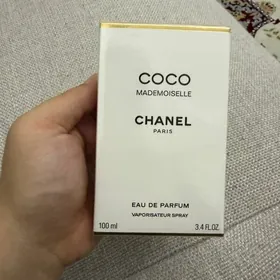 COCO
MADEMOISELLE
CHANEL
PARIS
EAU DE PARFUM
VAPORISATEUR SPRAY
100 ml 3.4 FL.OZ.